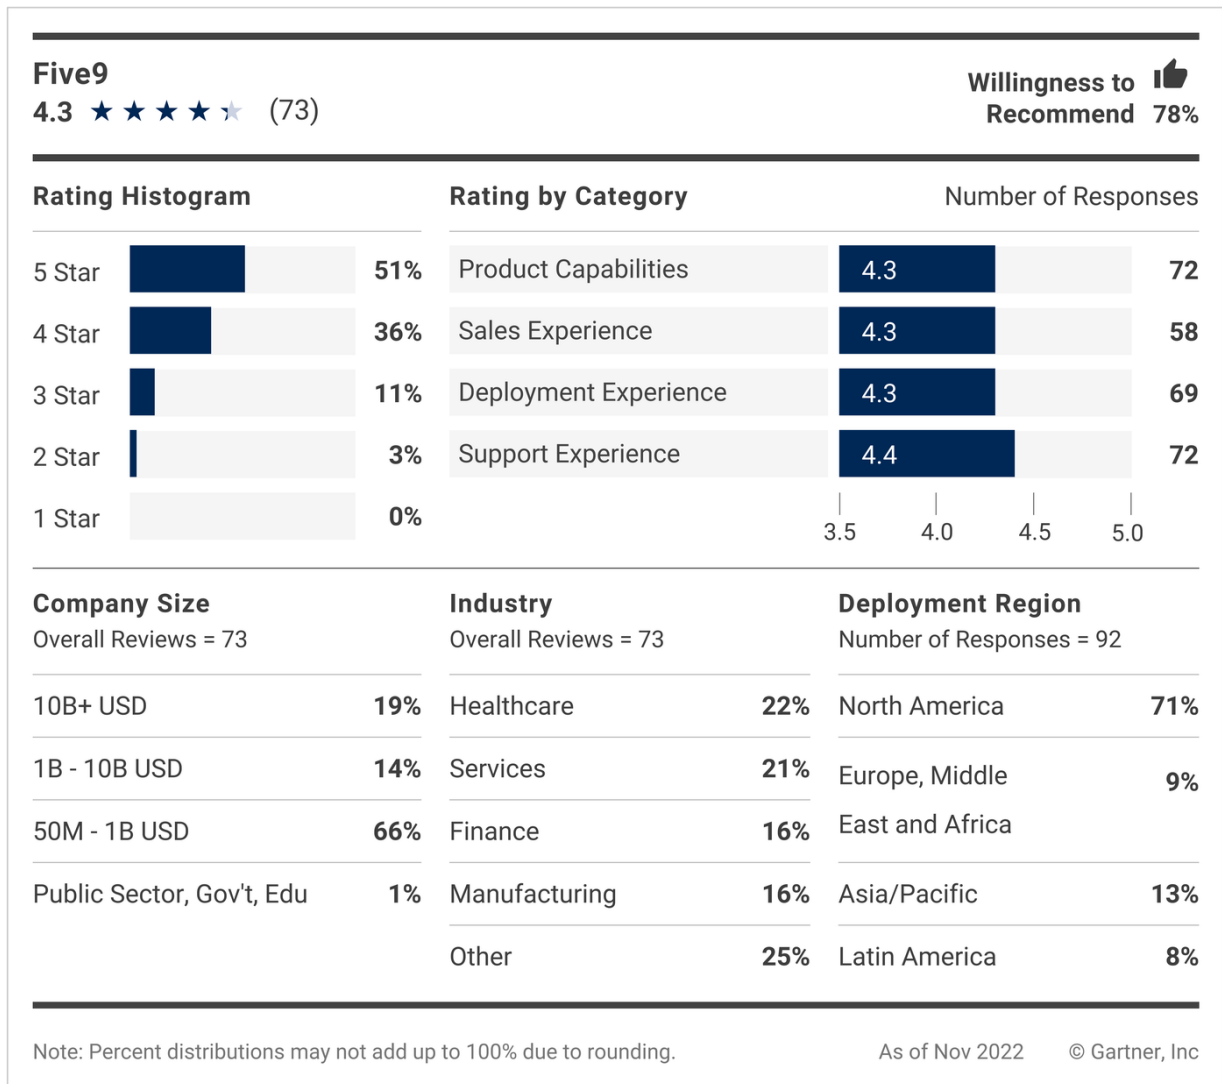 Five9
4.3 (73)
Willingness to
Recommend 78%
Rating Histogram
5 Star 51%
4 Star 36%
3 Star 11%
2 Star 3%
1 Star 0%
Rating by Category Number of Responses
Product Capabilities 4.3 72
Sales Experience 4.3 58
Deployment Experience 4.3 69
Support Experience 4.4 72
3.5 4.0 4.5 5.0
Company Size
Overall Reviews = 73
10B+ USD 19%
1B - 10B USD 14%
50M - 1B USD 66%
Public Sector, Gov't, Edu 1%
Industry
Overall Reviews = 73
Healthcare 22%
Services 21%
Finance 16%
Manufacturing 16%
Other 25%
Deployment Region
Number of Responses = 92
North America 71%
Europe, Middle 9%
East and Africa
Asia/Pacific 13%
Latin America 8%
Note: Percent distributions may not add up to 100% due to rounding. As of Nov 2022 © Gartner, Inc